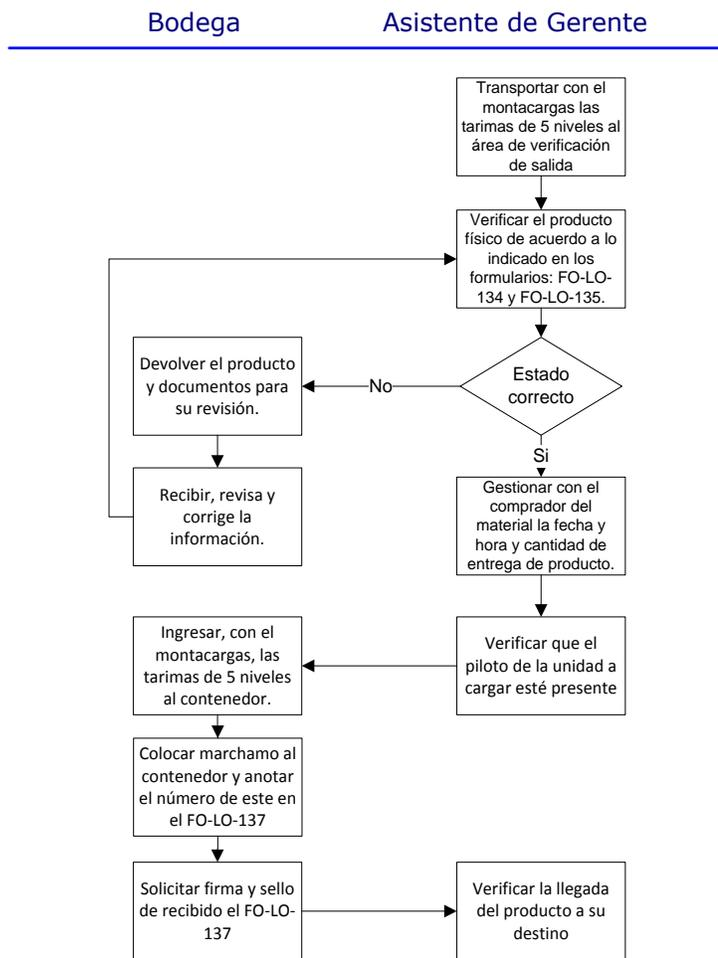 Bodega
Asistente de Gerente
Transportar con el
montacargas las
tarimas de 5 niveles al
área de verificación
de salida
Verificar el producto
físico de acuerdo a lo
indicado en los
formularios: FO-LO-
134 y FO-LO-135.
Estado
correcto
No
Devolver el producto
y documentos para
su revisión.
Recibir, revisa y
corrige la
información.
Si
Gestionar con el
comprador del
material la fecha y
hora y cantidad de
entrega de producto.
Verificar que el
piloto de la unidad a
cargar esté presente
Ingresar, con el
montacargas, las
tarimas de 5 niveles
al contenedor.
Colocar marchamo al
contenedor y anotar
el número de este en
el FO-LO-137
Solicitar firma y sello
de recibido el FO-LO-
137
Verificar la llegada
del producto a su
destino